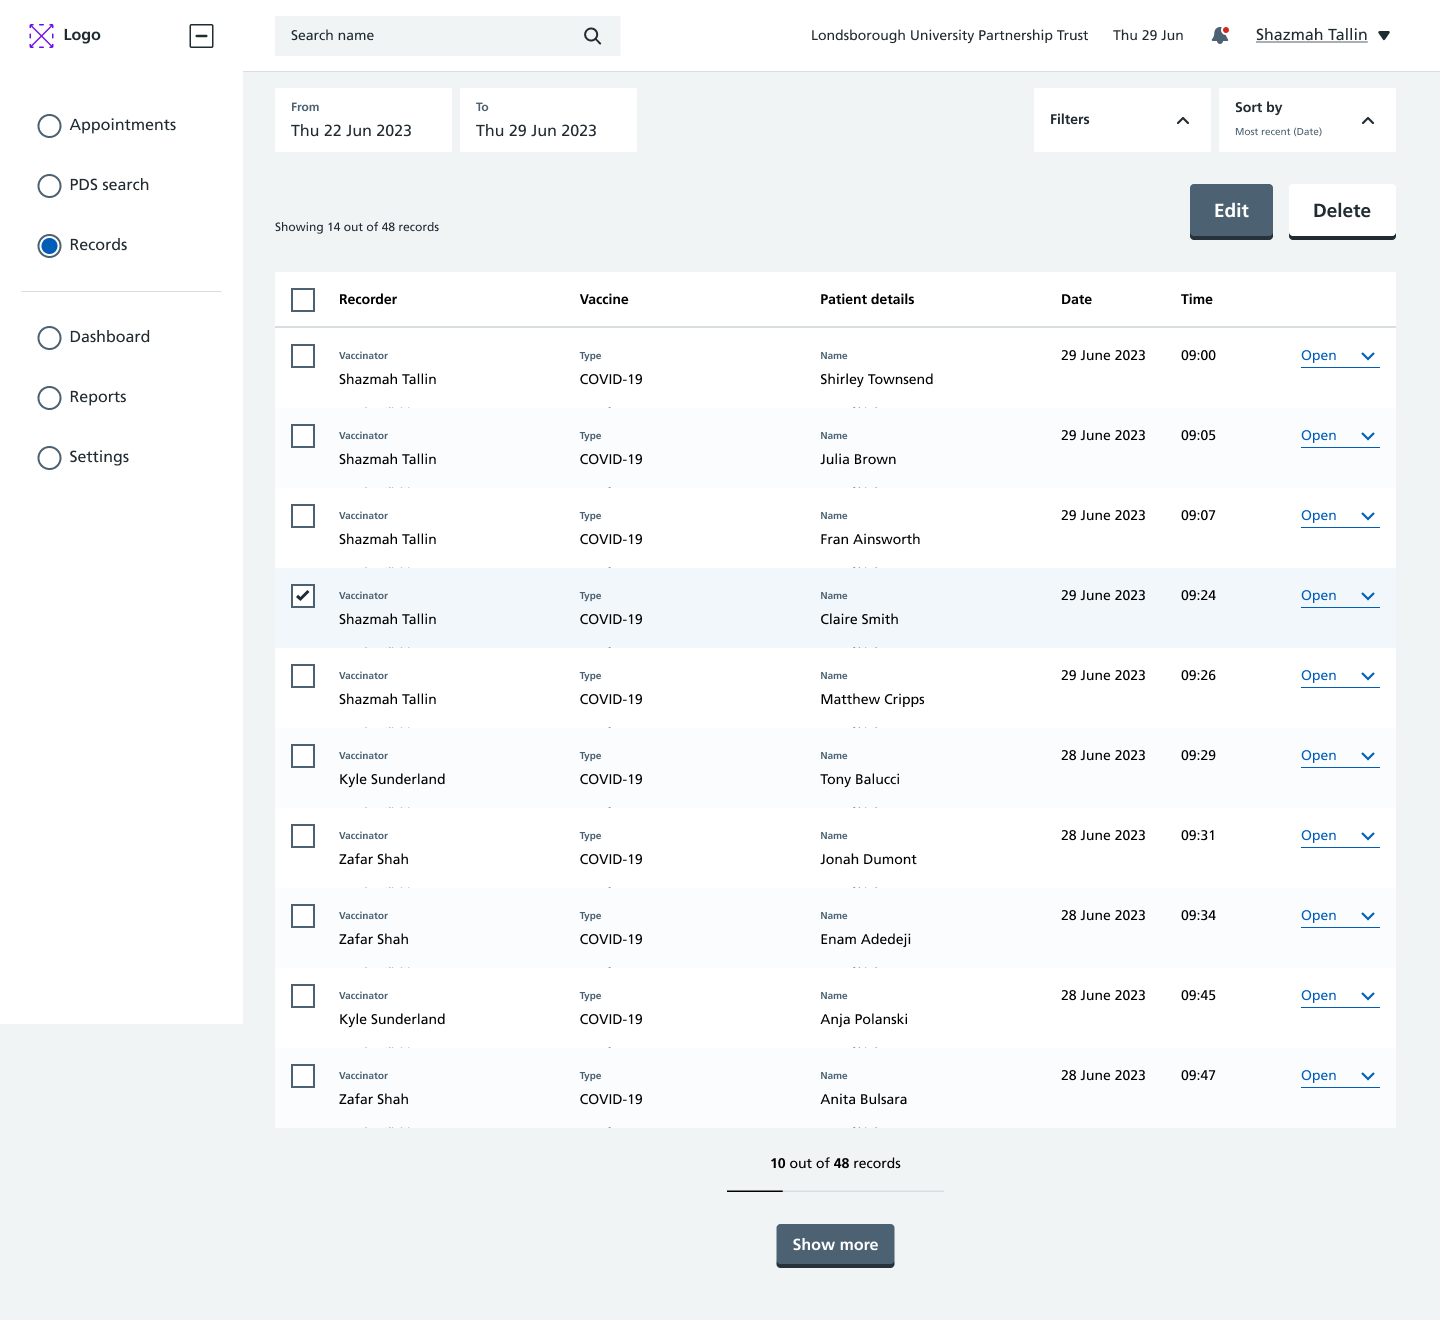 Logo
Search name
Londsborough University Partnership Trust
Thu 29 Jun
Shazmah Tallin
Appointments
PDS search
Records
Dashboard
Reports
Settings
From
Thu 22 Jun 2023
To
Thu 29 Jun 2023
Filters
Sort by
Most recent (Date)
Showing 14 out of 48 records
Edit
Delete
Recorder Vaccine Patient details Date Time
Vaccinator Type Name 29 June 2023 09:00 Open
Shazmah Tallin COVID-19 Shirley Townsend
Vaccinator Type Name 29 June 2023 09:05 Open
Shazmah Tallin COVID-19 Julia Brown
Vaccinator Type Name 29 June 2023 09:07 Open
Shazmah Tallin COVID-19 Fran Ainsworth
Vaccinator Type Name 29 June 2023 09:24 Open
Shazmah Tallin COVID-19 Claire Smith
Vaccinator Type Name 29 June 2023 09:26 Open
Shazmah Tallin COVID-19 Matthew Cripps
Vaccinator Type Name 28 June 2023 09:29 Open
Kyle Sunderland COVID-19 Tony Balucci
Vaccinator Type Name 28 June 2023 09:31 Open
Zafar Shah COVID-19 Jonah Dumont
Vaccinator Type Name 28 June 2023 09:34 Open
Zafar Shah COVID-19 Enam Adedeji
Vaccinator Type Name 28 June 2023 09:45 Open
Kyle Sunderland COVID-19 Anja Polanski
Vaccinator Type Name 28 June 2023 09:47 Open
Zafar Shah COVID-19 Anita Bulsara
10 out of 48 records
Show more